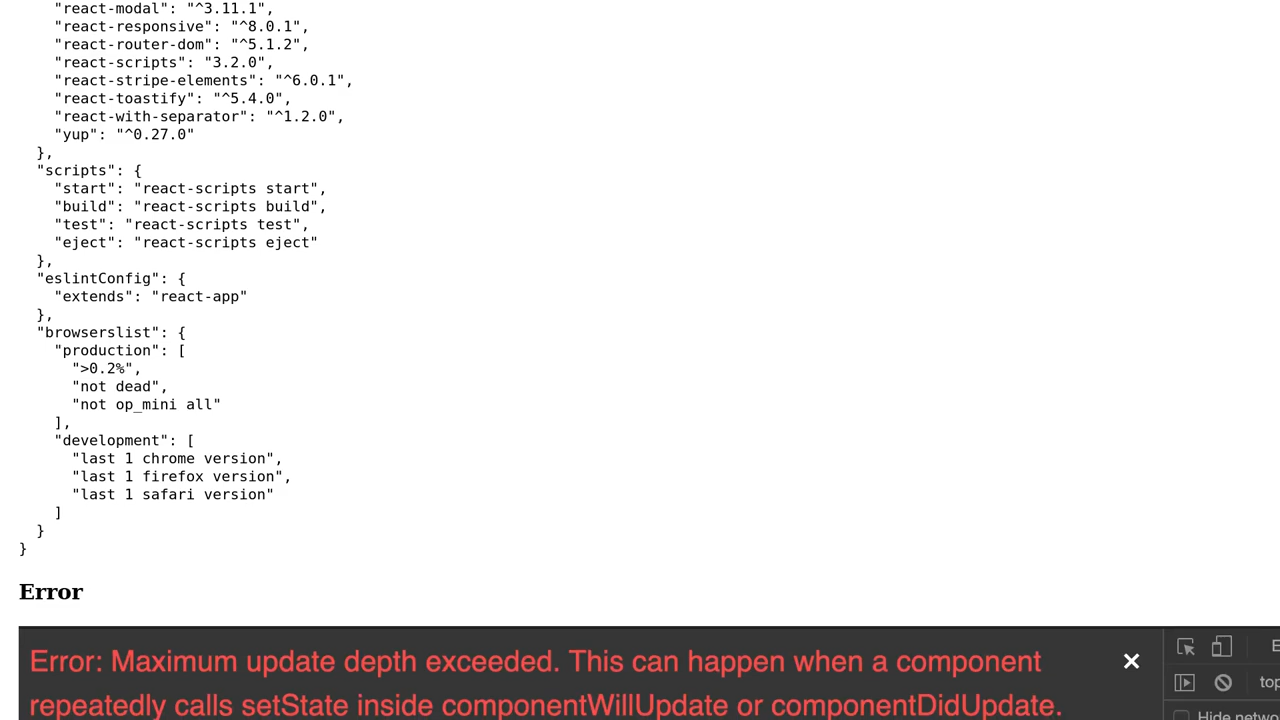 "react-modal": "^3.11.1",
"react-responsive": "^8.0.1",
"react-router-dom": "^5.1.2",
"react-scripts": "3.2.0",
"react-stripe-elements": "^6.0.1",
"react-toastify": "^5.4.0",
"react-with-separator": "^1.2.0",
"yup": "^0.27.0"
},
"scripts": {
"start": "react-scripts start",
"build": "react-scripts build",
"test": "react-scripts test",
"eject": "react-scripts eject"
},
"eslintConfig": {
"extends": "react-app"
},
"browserslist": {
"production": [
">0.2%",
"not dead",
"not op_mini all"
],
"development": [
"last 1 chrome version",
"last 1 firefox version",
"last 1 safari version"
]
}
}
Error
Error: Maximum update depth exceeded. This can happen when a component
repeatedly calls setState inside componentWillUpdate or componentDidUpdate.
E
top
Hide netwo